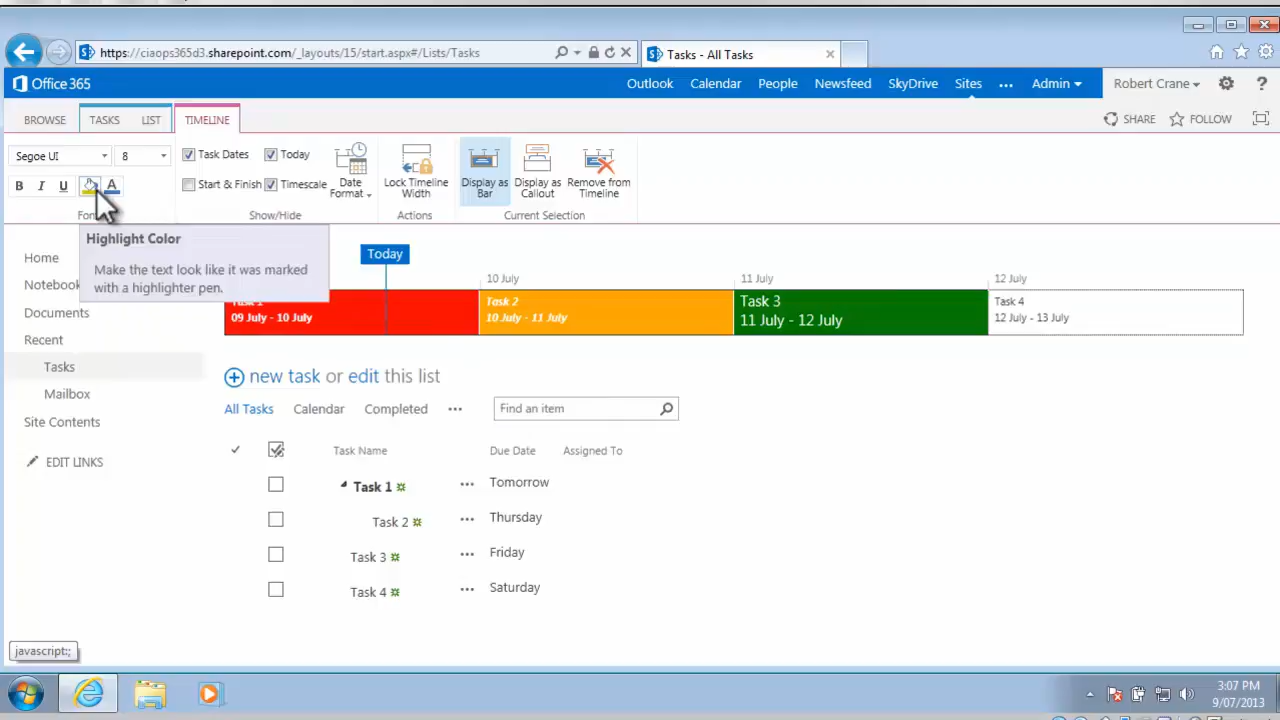 https://ciaops365d3.sharepoint.com/_layouts/15/start.aspx#/Lists/Tasks
Tasks - All Tasks
Office 365
Outlook
Calendar
People
Newsfeed
SkyDrive
Sites
Admin
Robert Crane
?
BROWSE
TASKS
LIST
TIMELINE
SHARE
FOLLOW
Segoe UI
8
B I U A
Task Dates
Today
Start & Finish
Timescale
Date Format
Show/Hide
Lock Timeline Width
Actions
Display as Bar
Display as Callout
Remove from Timeline
Current Selection
Highlight Color
Make the text look like it was marked
with a highlighter pen.
Home
Notebook
Documents
Recent
Tasks
Mailbox
Site Contents
EDIT LINKS
Today
10 July
11 July
12 July
09 July - 10 July
Task 2
10 July - 11 July
Task 3
11 July - 12 July
Task 4
12 July - 13 July
new task or edit this list
All Tasks
Calendar
Completed
Find an item
Task Name
Due Date
Assigned To
Task 1
Tomorrow
Task 2
Thursday
Task 3
Friday
Task 4
Saturday
javascript:;
3:07 PM
9/07/2013